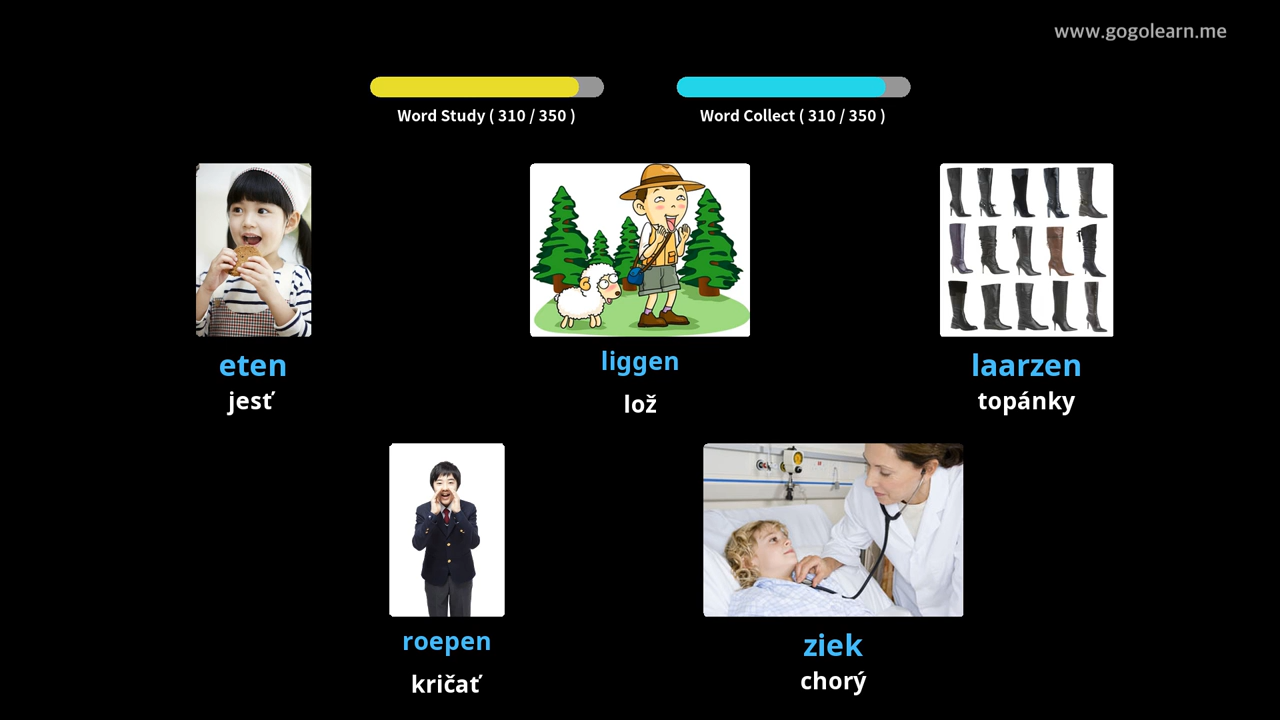 www.gogolearn.me
Word Study ( 310 / 350 )
Word Collect ( 310 / 350 )
eten
jesť
liggen
lož
laarzen
topánky
roepen
kričať
ziek
chorý